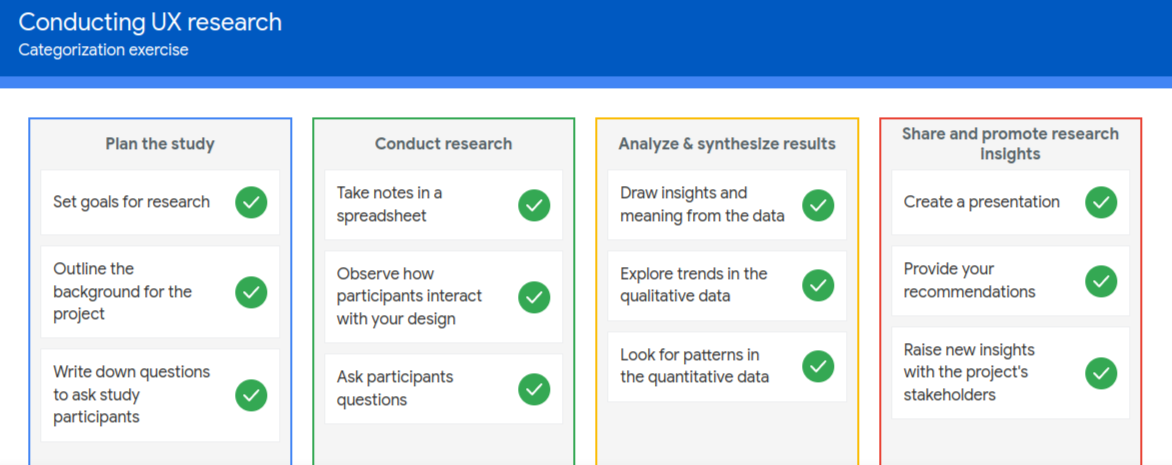 Conducting UX research
Categorization exercise
Plan the study
Set goals for research
Outline the
background for the
project
Write down questions
to ask study
participants
Conduct research
Take notes in a
spreadsheet
Observe how
participants interact
with your design
Ask participants
questions
Analyze & synthesize results
Draw insights and
meaning from the data
Explore trends in the
qualitative data
Look for patterns in
the quantitative data
Share and promote research
insights
Create a presentation
Provide your
recommendations
Raise new insights
with the project's
stakeholders